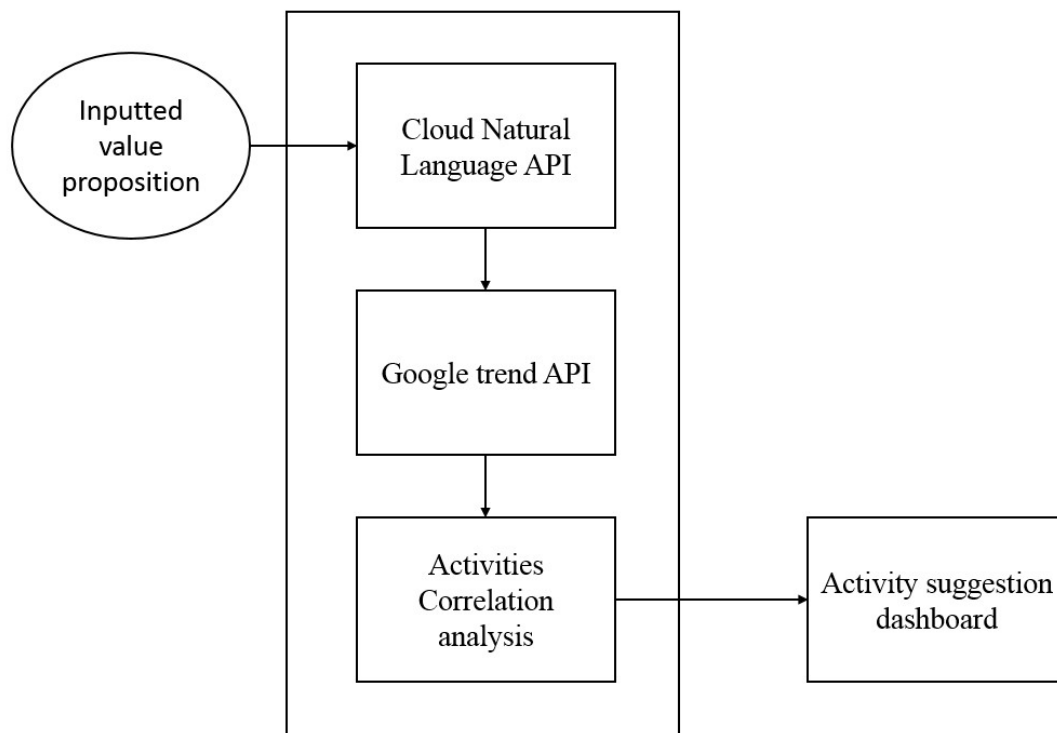 Inputted
value
proposition
Cloud Natural
Language API
Google trend API
Activities
Correlation
analysis
Activity suggestion
dashboard